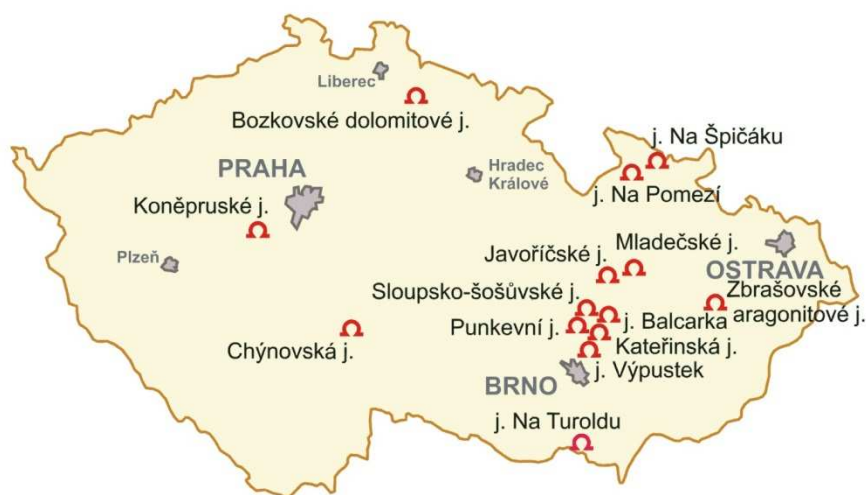 Liberec
Bozkovské dolomitové j.
j. Na Špičáku
PRAHA
Hradec
Králové
j. Na Pomezí
Koněpruské j.
Plzeň
Javoříčské j.
Mladečské j.
OSTRAVA
Sloupsko-šošůvské j.
Zbrašovské
aragonitové j.
Punkevní j.
j. Balcarka
Chýnovská j.
Kateřinská j.
BRNO
j. Výpustek
j. Na Turoldu